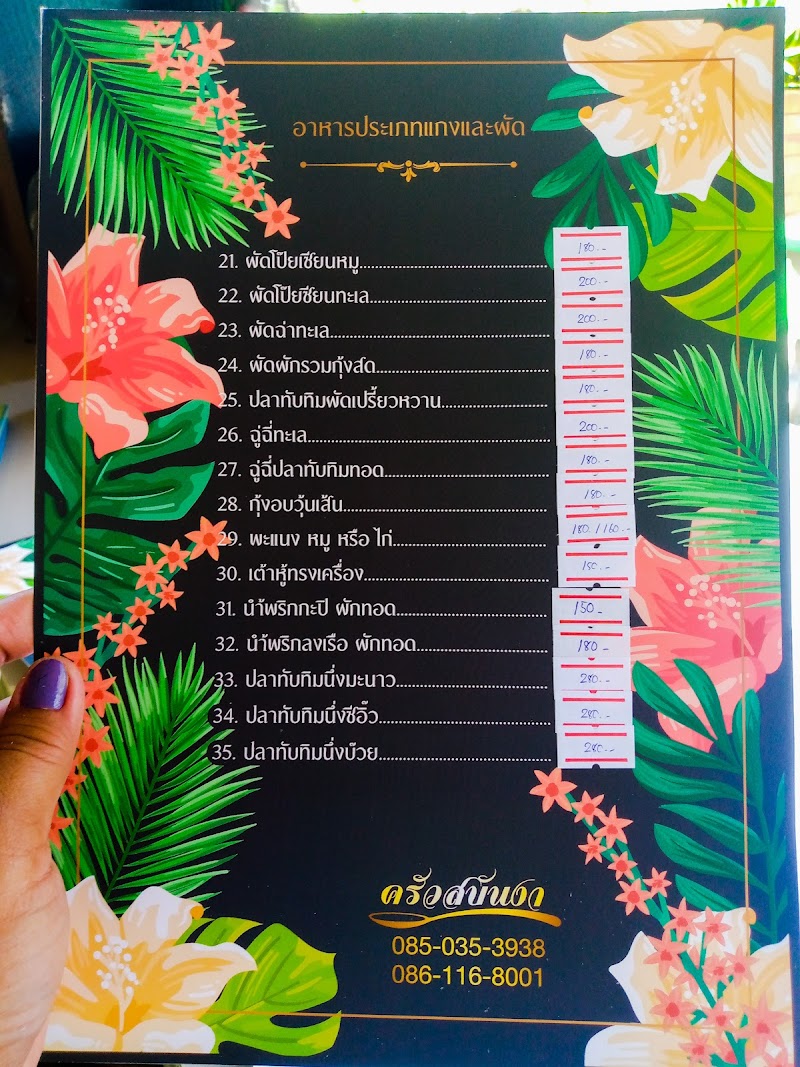 อาหารประเภทแกงและผัด
21. ผัดโป๊ยเซียนหมู 180.-
22. ผัดโป๊ยซียนทะเล 200.-
23. ผัดฉ่าทะเล 200.-
24. ผัดผักรวมกุ้งสด 180.-
25. ปลาทับทิมผัดเปรี้ยวหวาน 180.-
26. ฉู่ฉี่ทะเล 200.-
27. ฉู่ฉี่ปลาทับทิมทอด 180.-
28. กุ้งอบวุ้นเส้น 180.-
29. พะแนง หมู หรือ ไก่ 180./160.-
30. เต้าหู้ทรงเครื่อง 150.-
31. นํ้าพริกกะปิ ผักทอด 150.-
32. นํ้าพริกลงเรือ ผักทอด 180.-
33. ปลาทับทิมนึ่งมะนาว 280.-
34. ปลาทับทิมนึ่งซีอิ๊ว 280.-
35. ปลาทับทิมนึ่งบ๊วย 280.-
ครัวสบันงา
085-035-3938
086-116-8001